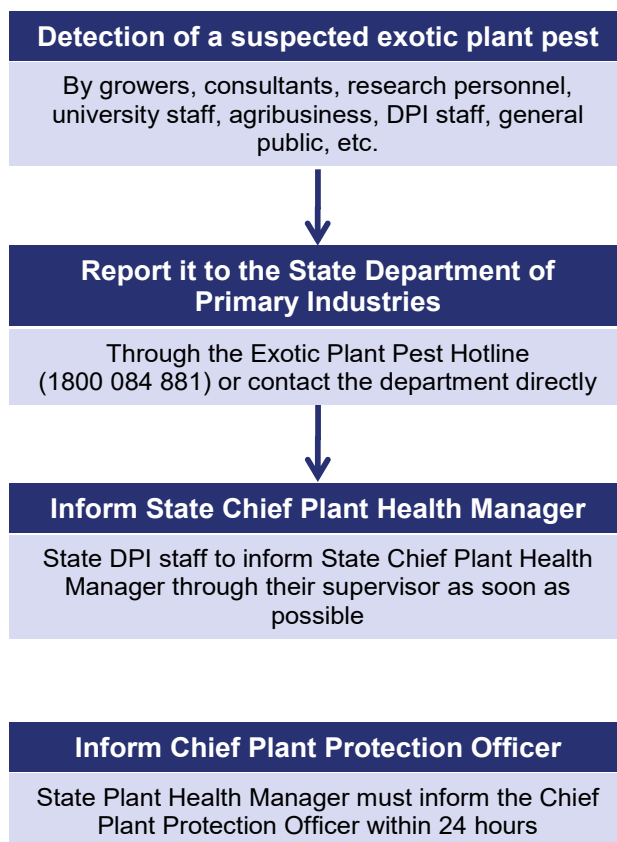 Detection of a suspected exotic plant pest
By growers, consultants, research personnel,
university staff, agribusiness, DPI staff, general
public, etc.
Report it to the State Department of
Primary Industries
Through the Exotic Plant Pest Hotline
(1800 084 881) or contact the department directly
Inform State Chief Plant Health Manager
State DPI staff to inform State Chief Plant Health
Manager through their supervisor as soon as
possible
Inform Chief Plant Protection Officer
State Plant Health Manager must inform the Chief
Plant Protection Officer within 24 hours